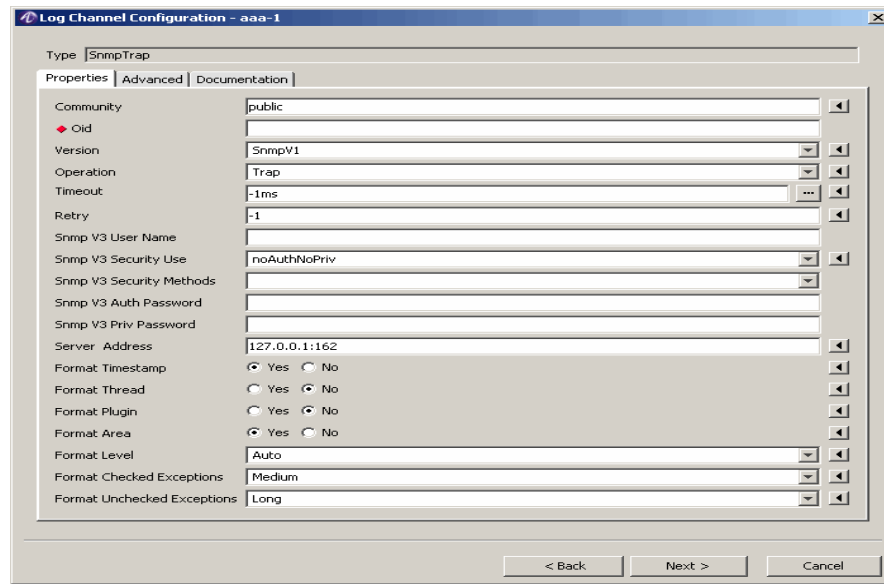 Log Channel Configuration - aaa-1
Type SnmpTrap
Properties Advanced Documentation
Community public
Oid
Version SnmpV1
Operation Trap
Timeout -1ms ...
Retry -1
Snmp V3 User Name
Snmp V3 Security Use noAuthNoPriv
Snmp V3 Security Methods
Snmp V3 Auth Password
Snmp V3 Priv Password
Server Address 127.0.0.1:162
Format Timestamp Yes No
Format Thread Yes No
Format Plugin Yes No
Format Area Yes No
Format Level Auto
Format Checked Exceptions Medium
Format Unchecked Exceptions Long
< Back Next > Cancel